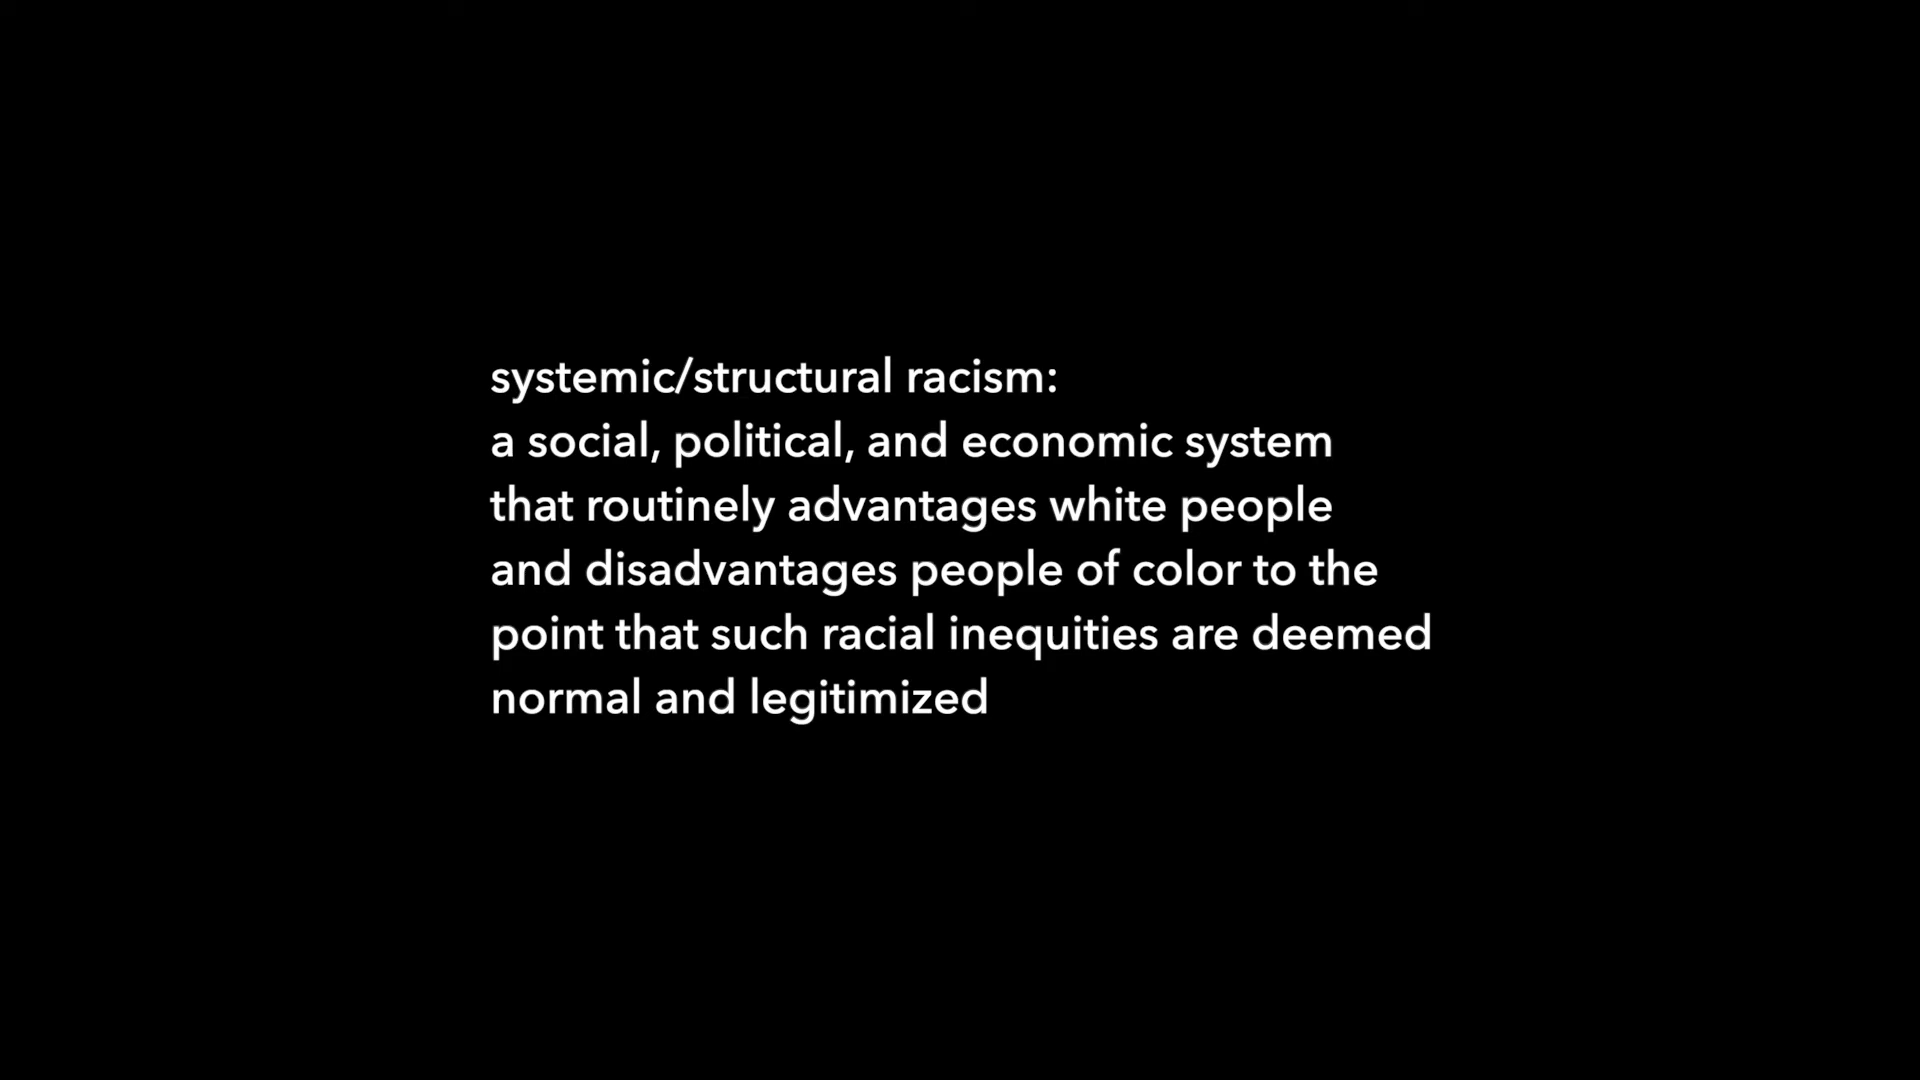 systemic/structural racism:
a social, political, and economic system
that routinely advantages white people
and disadvantages people of color to the
point that such racial inequities are deemed
normal and legitimized